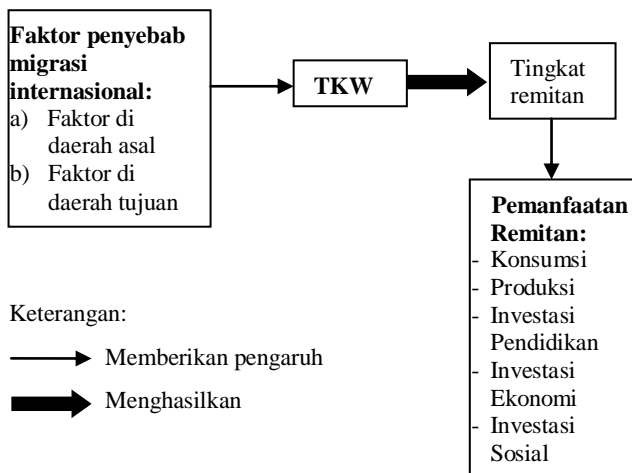 Faktor penyebab
migrasi
internasional:
a) Faktor di
daerah asal
b) Faktor di
daerah tujuan
TKW
Tingkat
remitan
Pemanfaatan
Remitan:
- Konsumsi
- Produksi
- Investasi
Pendidikan
- Investasi
Ekonomi
- Investasi
Sosial
Keterangan:
Memberikan pengaruh
Menghasilkan